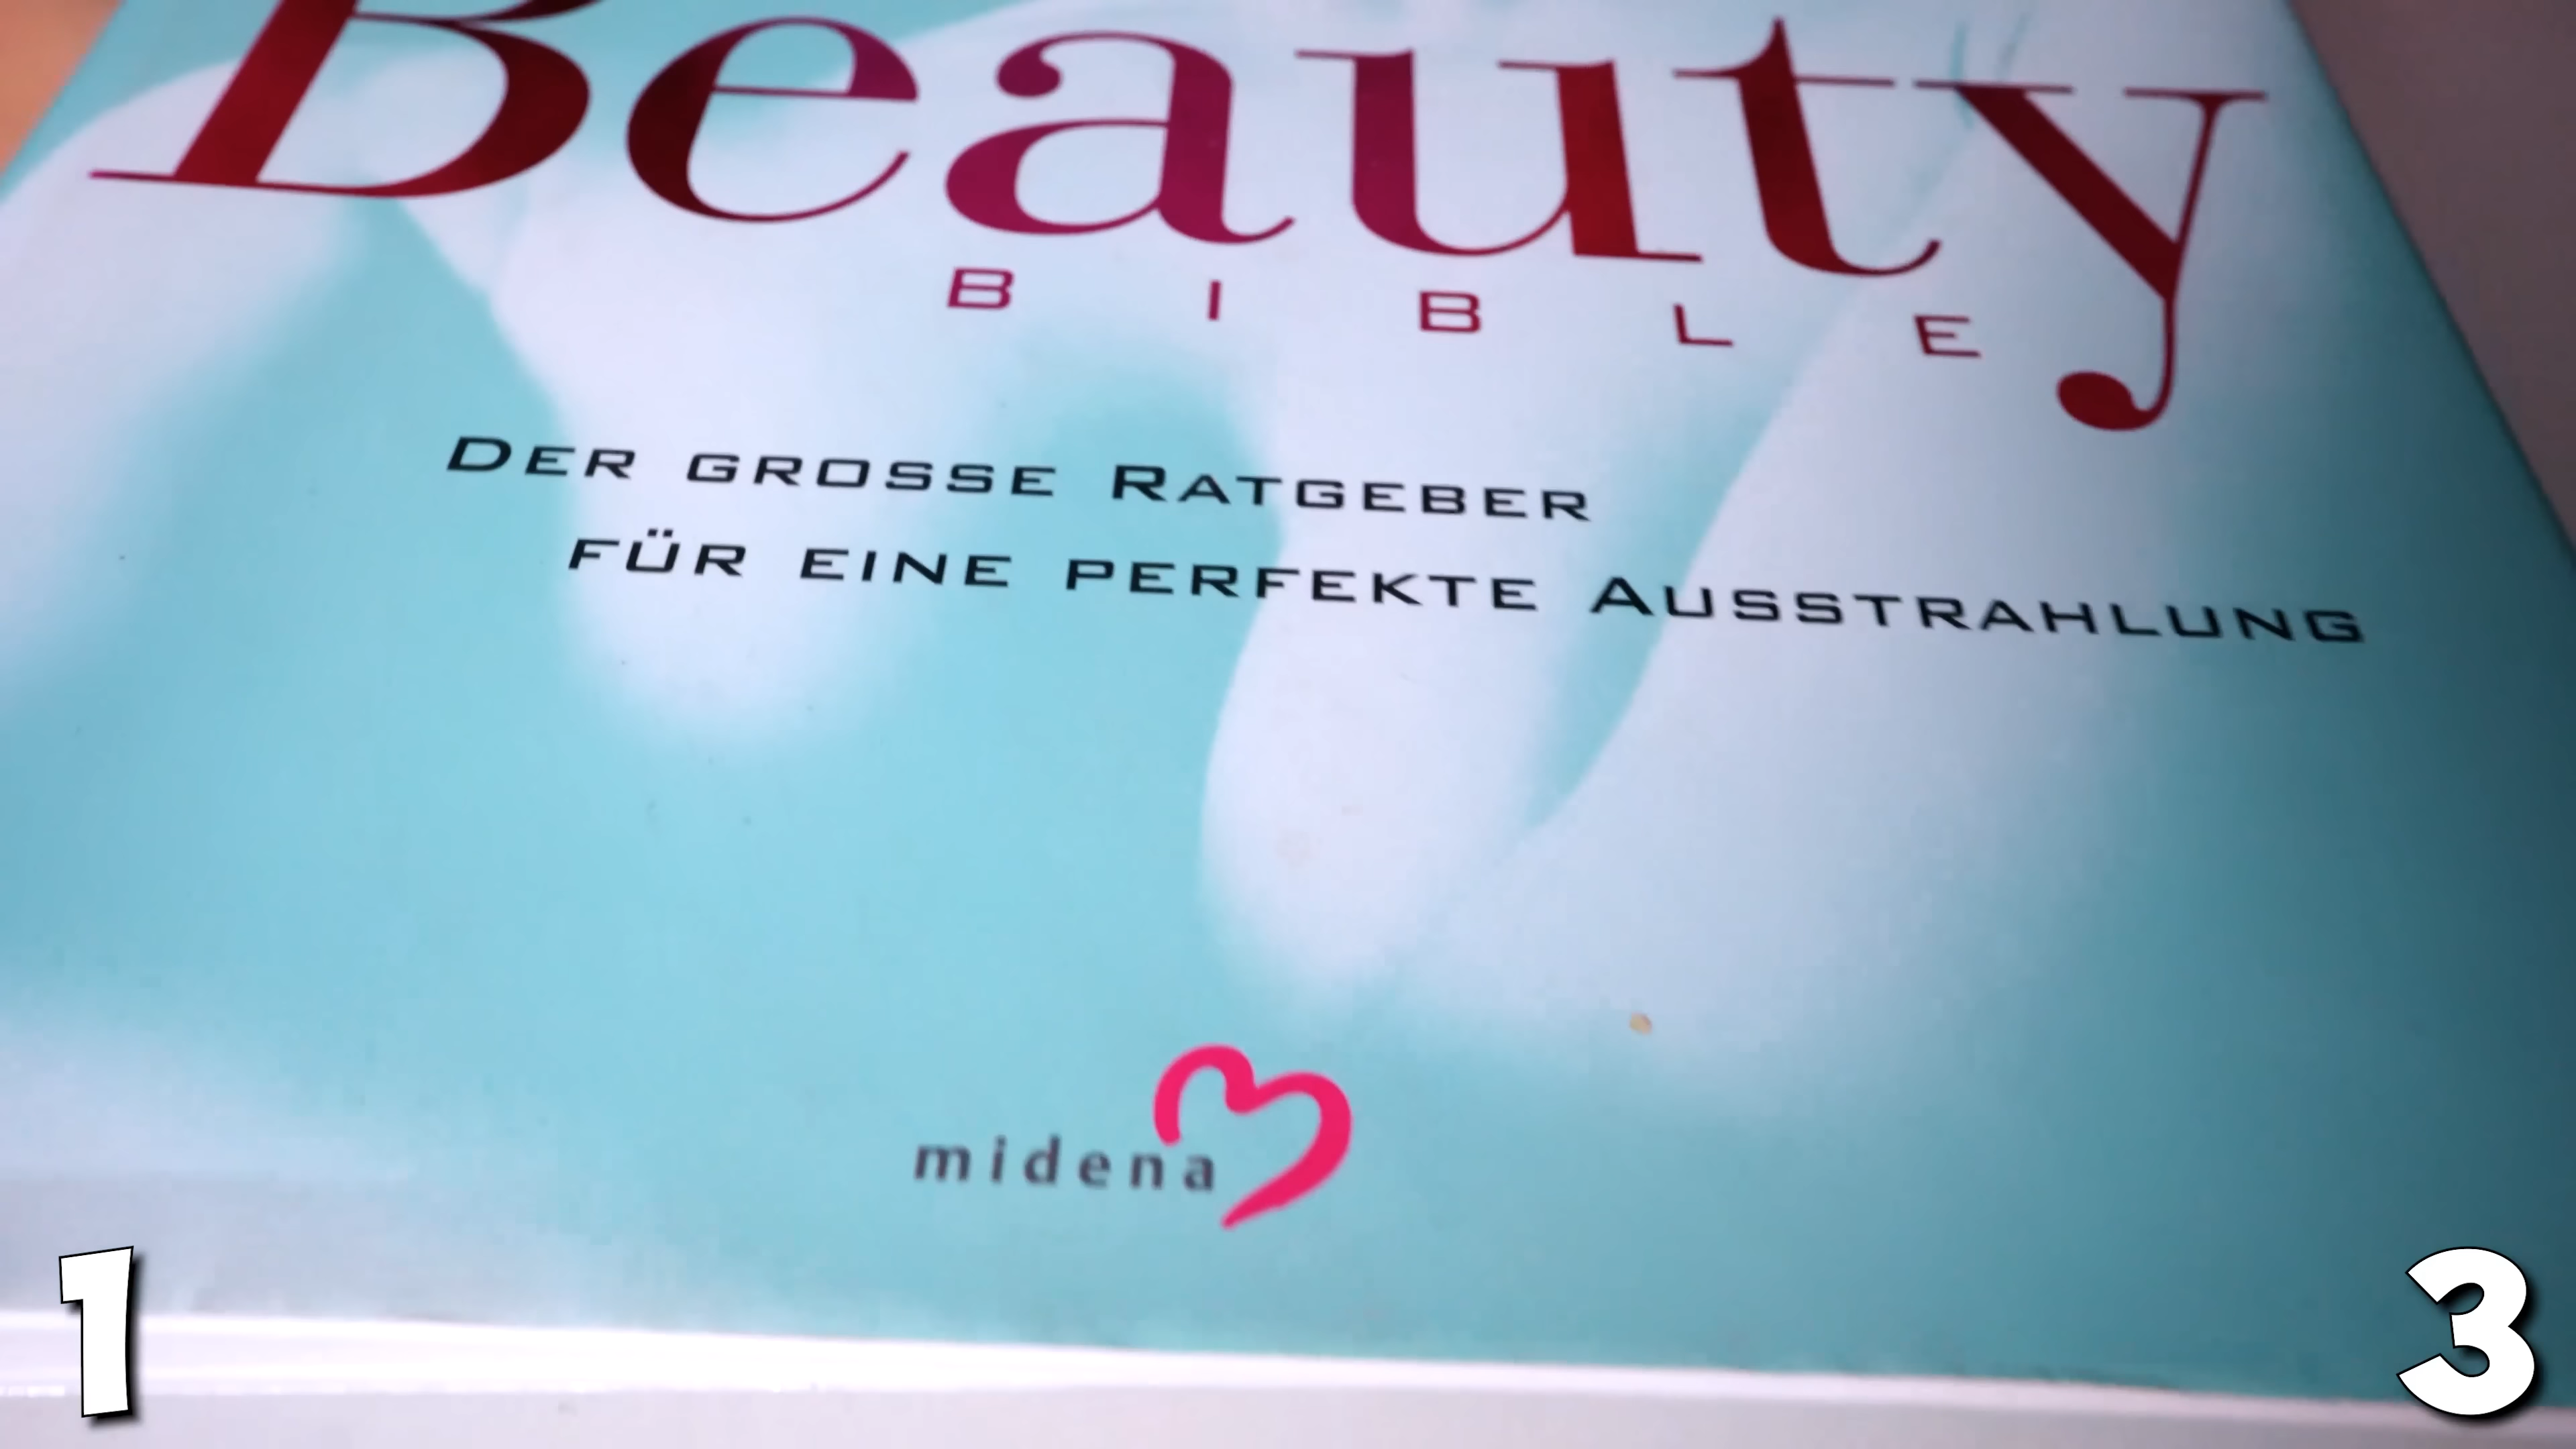 Beauty
BIBLE
DER GROSSE RATGEBER
FÜR EINE PERFEKTE AUSSTRAHLUNG
midena
1
3